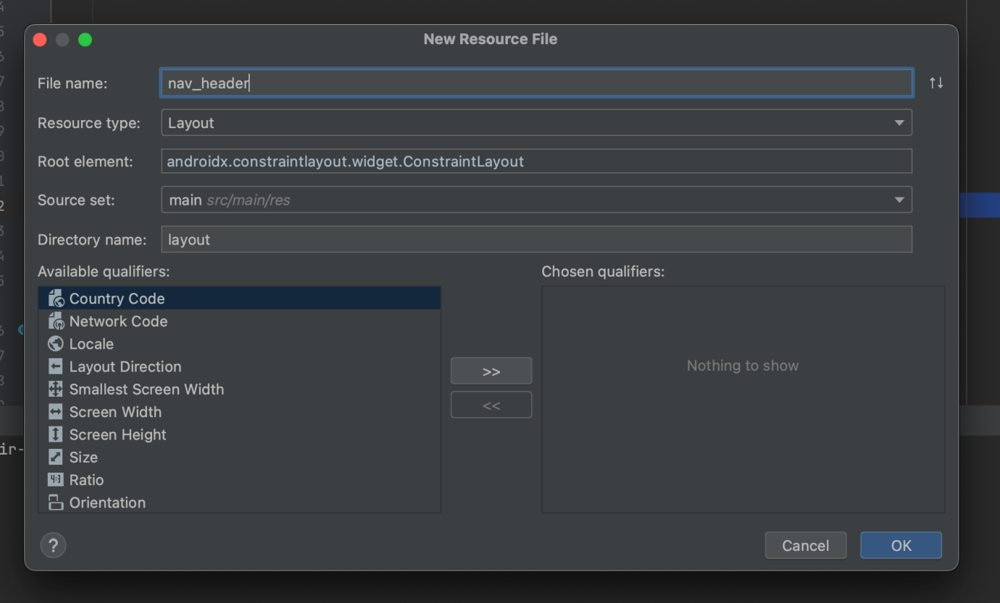 New Resource File
File name: nav_header
Resource type: Layout
Root element: androidx.constraintlayout.widget.ConstraintLayout
Source set: main src/main/res
Directory name: layout
Available qualifiers:
Country Code
Network Code
Locale
Layout Direction
Smallest Screen Width
Screen Width
Screen Height
Size
Ratio
Orientation
>>
<<
Chosen qualifiers:
Nothing to show
ir-
?
Cancel
OK